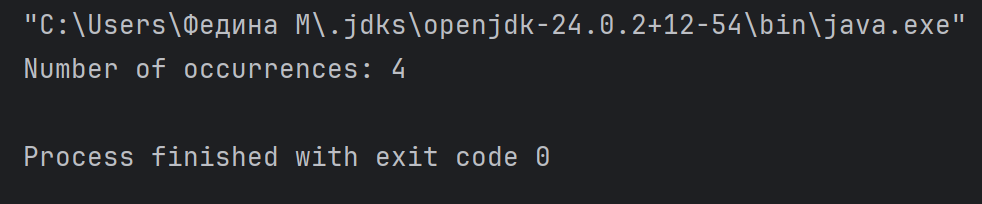 "C:\Users\Федина М\.jdks\openjdk-24.0.2+12-54\bin\java.exe"
Number of occurrences: 4
Process finished with exit code 0